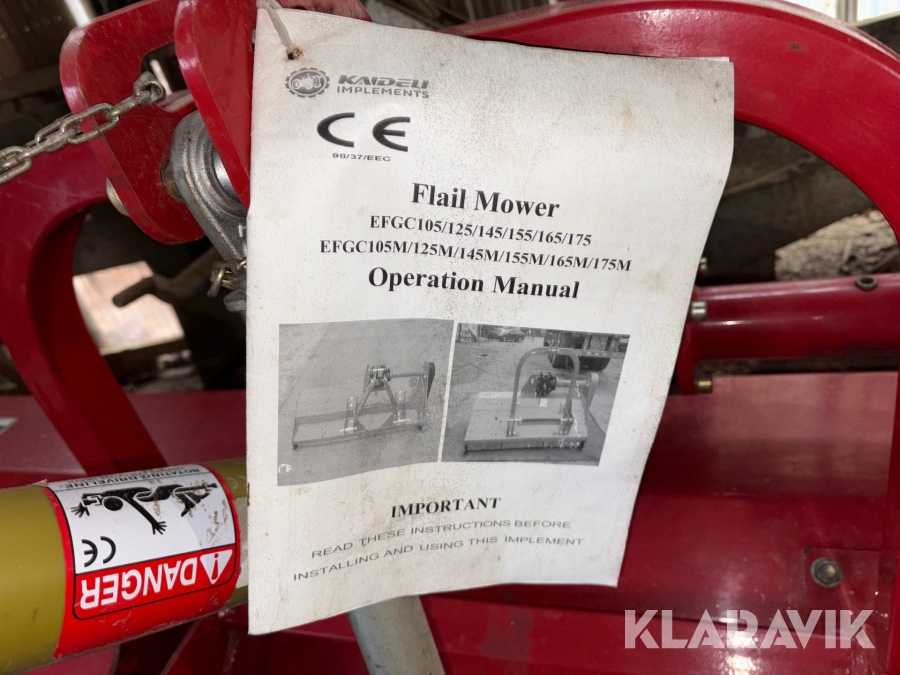 KAIDELI
IMPLEMENTS
CE
98/37/EEC
Flail Mower
EFGC105/125/145/155/165/175
EFGC105M/125M/145M/155M/165M/175M
Operation Manual
IMPORTANT
READ THESE INSTRUCTIONS BEFORE
INSTALLING AND USING THIS IMPLEMENT
ROTATING DRIVELINE
CE
DANGER
KLARAVIK